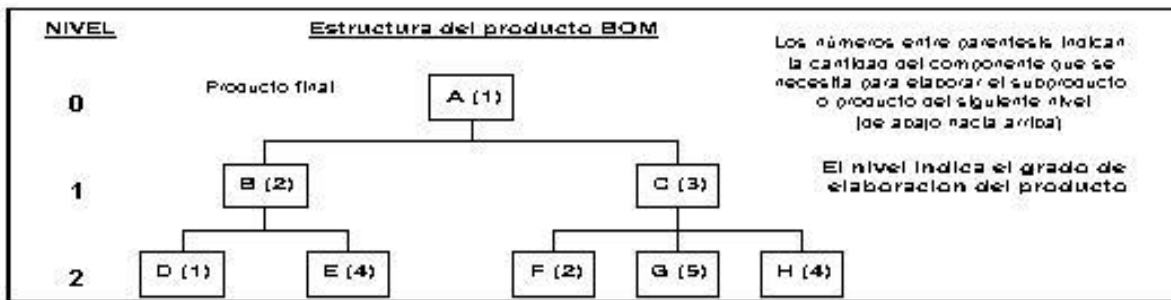 NIVEL
Estructura del producto BOM
Los números entre parentesis indican
la cantidad del componente que se
necesita para elaborar el subproducto
o producto del siguiente nivel
(de abajo hacia arriba)
El nivel indica el grado de
elaboracion del producto
0
Producto final
A (1)
1
B (2)
C (3)
2
D (1)
E (4)
F (2)
G (5)
H (4)